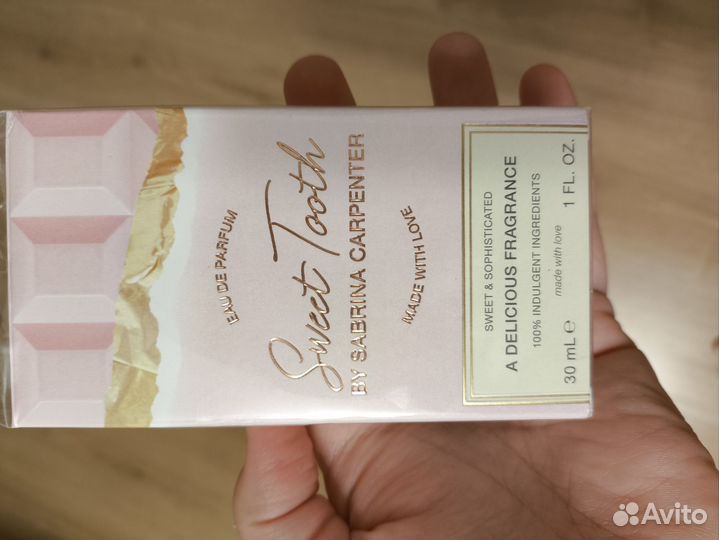 EAU DE PARFUM
Sweet Tooth
BY SABRINA CARPENTER
MADE WITH LOVE
SWEET & SOPHISTICATED
A DELICIOUS FRAGRANCE
100% INDULGENT INGREDIENTS
made with love
30 mL ℮ 1 FL. OZ.
Avito